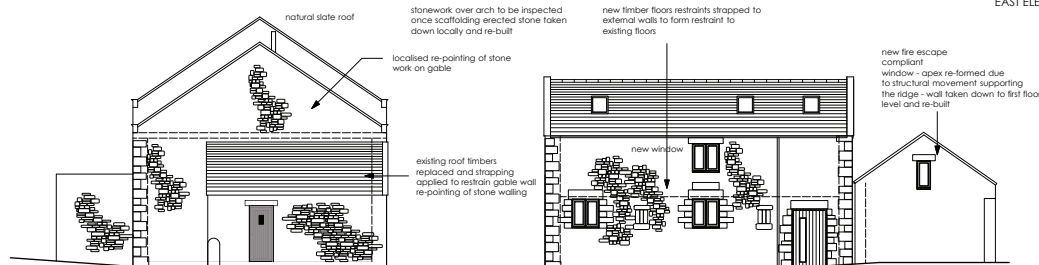 EAST ELE
natural slate roof
stonework over arch to be inspected
once scaffolding erected stone taken
down locally and re-built
new timber floors restraints strapped to
external walls to form restraint to
existing floors
localised re-pointing of stone
work on gable
new fire escape
compliant
window - apex re-formed due
to structural movement supporting
the ridge - wall taken down to first floor
level and re-built
new window
existing roof timbers
replaced and strapping
applied to restrain gable wall
re-pointing of stone walling